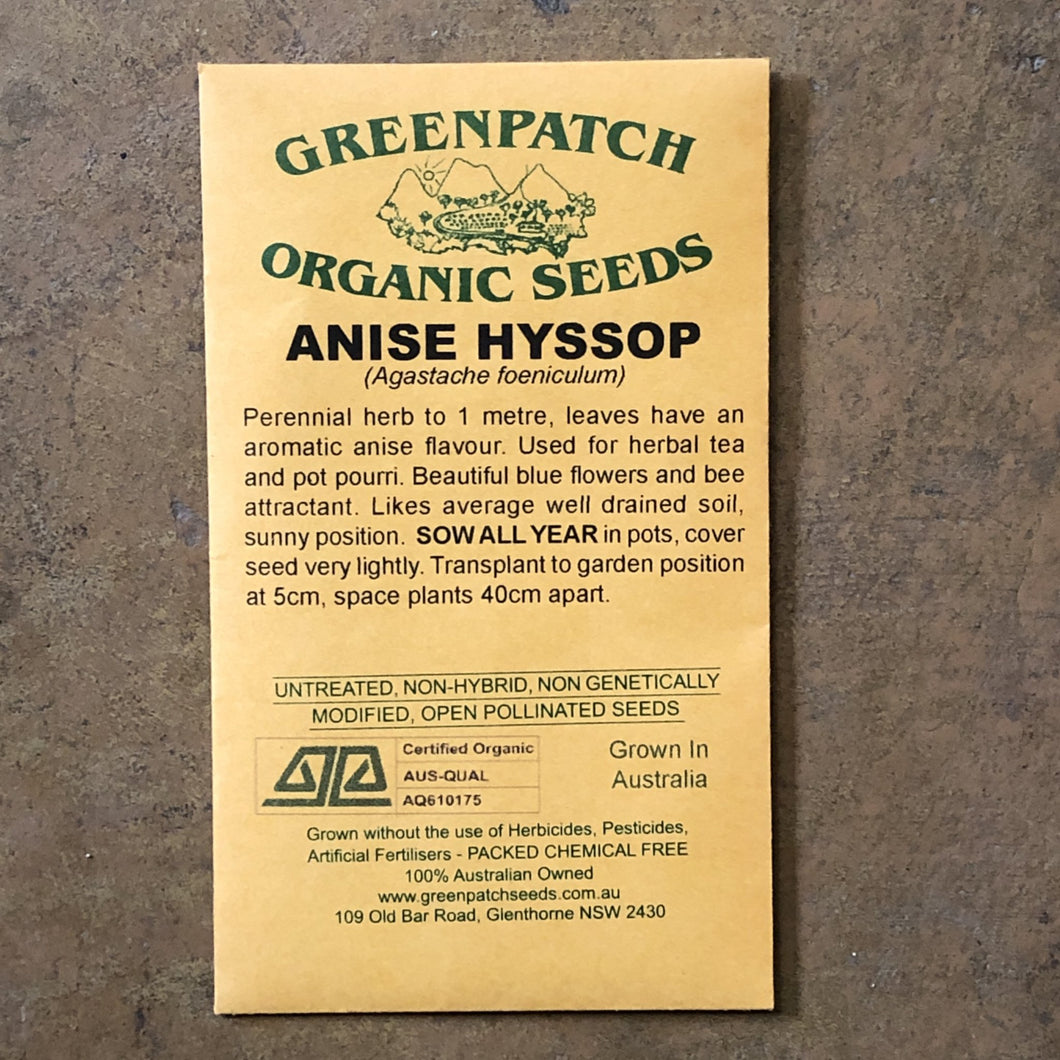 GREENPATCH
ORGANIC SEEDS
ANISE HYSSOP
(Agastache foeniculum)
Perennial herb to 1 metre, leaves have an
aromatic anise flavour. Used for herbal tea
and pot pourri. Beautiful blue flowers and bee
attractant. Likes average well drained soil,
sunny position. SOW ALL YEAR in pots, cover
seed very lightly. Transplant to garden position
at 5cm, space plants 40cm apart.
UNTREATED, NON-HYBRID, NON GENETICALLY
MODIFIED, OPEN POLLINATED SEEDS
Certified Organic
AUS-QUAL
AQ610175
Grown In
Australia
Grown without the use of Herbicides, Pesticides,
Artificial Fertilisers - PACKED CHEMICAL FREE
100% Australian Owned
www.greenpatchseeds.com.au
109 Old Bar Road, Glenthorne NSW 2430